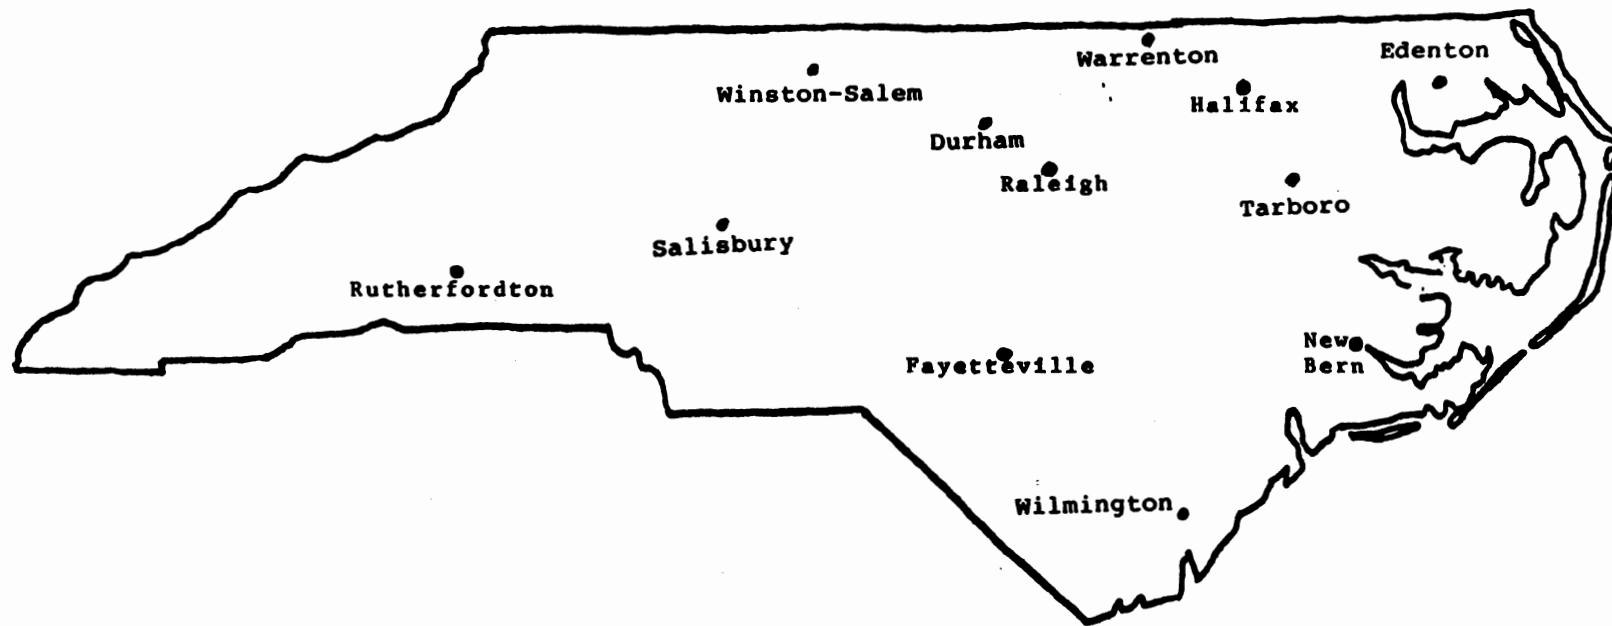 Warrenton
Edenton
Winston-Salem
Halifax
Durham
Raleigh
Tarboro
Salisbury
Rutherfordton
New
Bern
Fayetteville
Wilmington